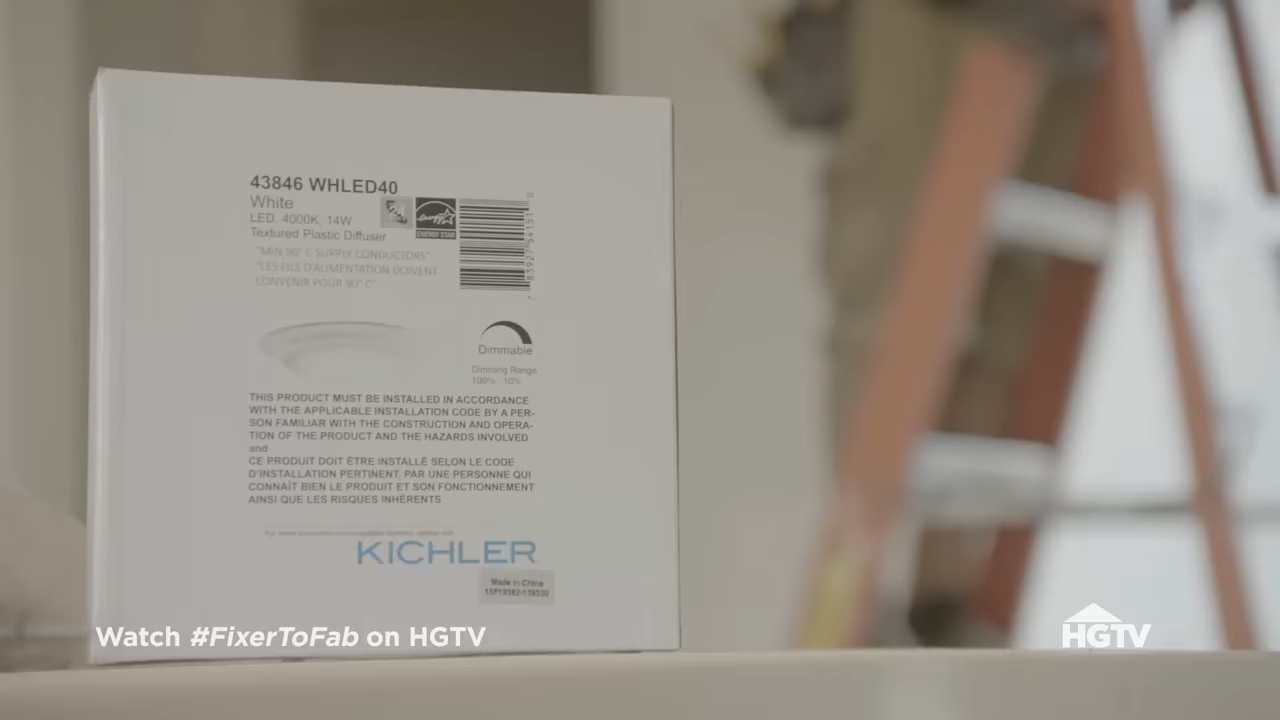 43846 WHLED40
White
LED, 4000K, 14W
Textured Plastic Diffuser
ENERGY STAR
"MIN 90° C SUPPLY CONDUCTORS"
"LES FILS D'ALIMENTATION DOIVENT
CONVENIR POUR 90° C"
Dimmable
Dimming Range
100% - 10%
THIS PRODUCT MUST BE INSTALLED IN ACCORDANCE
WITH THE APPLICABLE INSTALLATION CODE BY A PER-
SON FAMILIAR WITH THE CONSTRUCTION AND OPERA-
TION OF THE PRODUCT AND THE HAZARDS INVOLVED
and
CE PRODUIT DOIT ÊTRE INSTALLÉ SELON LE CODE
D'INSTALLATION PERTINENT, PAR UNE PERSONNE QUI
CONNAÎT BIEN LE PRODUIT ET SON FONCTIONNEMENT
AINSI QUE LES RISQUES INHÉRENTS
KICHLER
Made in China
Watch #FixerToFab on HGTV
HGTV